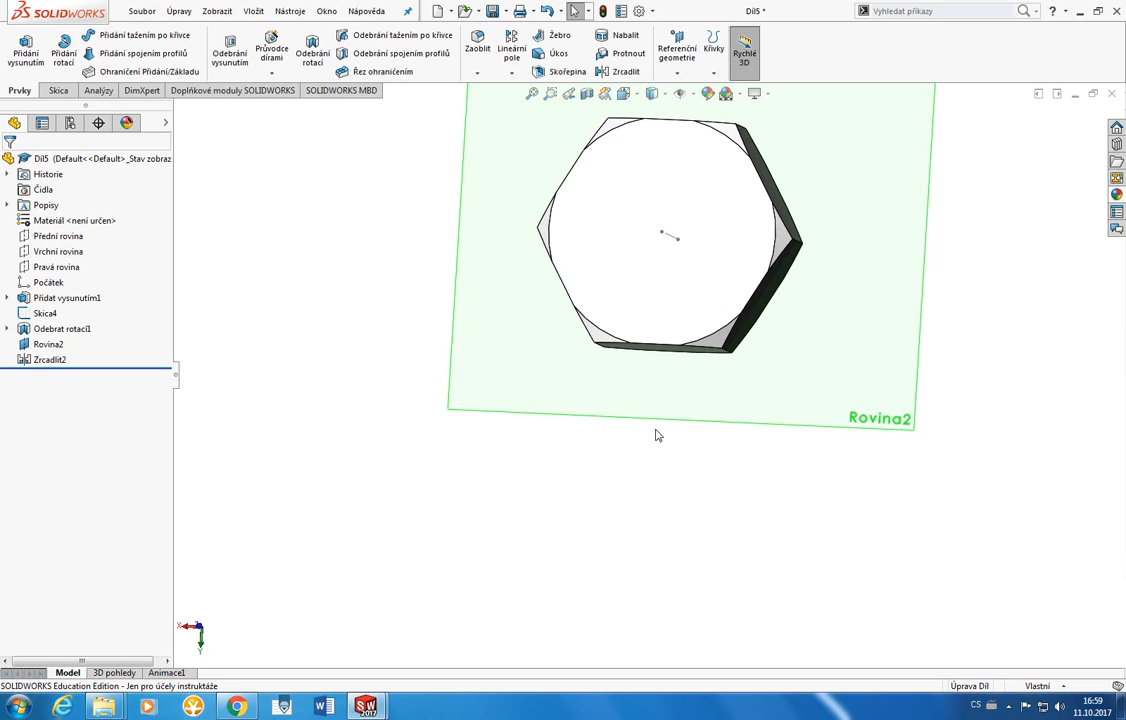 SOLIDWORKS
Soubor
Úpravy
Zobrazit
Vložit
Nástroje
Okno
Nápověda
Díl5 *
Vyhledat příkazy
Přidání vysunutím
Přidání rotací
Přidání tažením po křivce
Přidání spojením profilů
Ohraničení Přidání/Základu
Odebrání vysunutím
Průvodce dírami
Odebrání rotací
Odebrání tažením po křivce
Odebrání spojením profilů
Řez ohraničením
Zaoblit
Lineární pole
Žebro
Úkos
Skořepina
Nabalit
Protnout
Zrcadlit
Referenční geometrie
Křivky
Rychlé 3D
Prvky
Skica
Analýzy
DimXpert
Doplňkové moduly SOLIDWORKS
SOLIDWORKS MBD
Díl5 (Default<<Default>_Stav zobraz
Historie
Čidla
Popisy
Materiál <není určen>
Přední rovina
Vrchní rovina
Pravá rovina
Počátek
Přidat vysunutím1
Skica4
Odebrat rotací1
Rovina2
Zrcadlit2
Rovina2
X
Y
Model
3D pohledy
Animace1
SOLIDWORKS Education Edition - Jen pro účely instruktáže
Úprava Díl
Vlastní
W
SW
2017
CS
16:59
11.10.2017